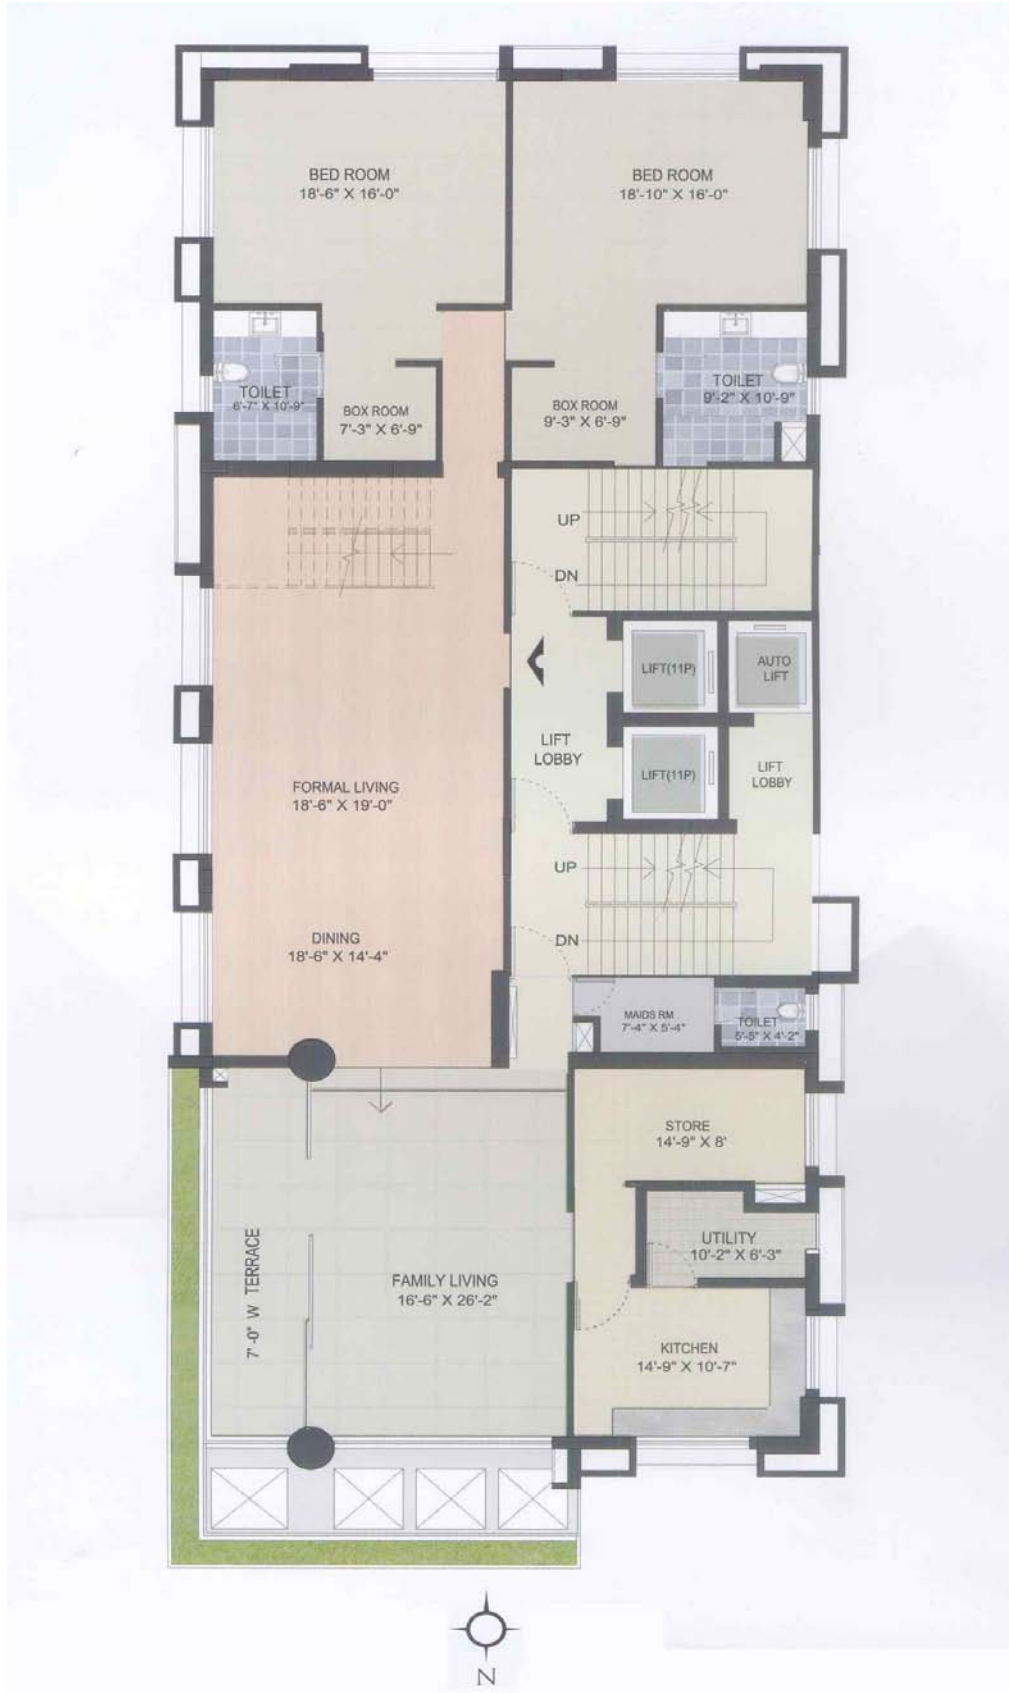 BED ROOM
18'-6" X 16'-0"
BED ROOM
18'-10" X 16'-0"
TOILET
6'-7" X 10'-9"
BOX ROOM
7'-3" X 6'-9"
BOX ROOM
9'-3" X 6'-9"
TOILET
9'-2" X 10'-9"
UP
DN
LIFT(11P)
AUTO
LIFT
LIFT
LOBBY
LIFT(11P)
LIFT
LOBBY
FORMAL LIVING
18'-6" X 19'-0"
UP
DINING
18'-6" X 14'-4"
DN
MAIDS RM
7'-4" X 5'-4"
TOILET
5'-5" X 4'-2"
STORE
14'-9" X 8'
UTILITY
10'-2" X 6'-3"
7'-0" W TERRACE
FAMILY LIVING
16'-6" X 26'-2"
KITCHEN
14'-9" X 10'-7"
N